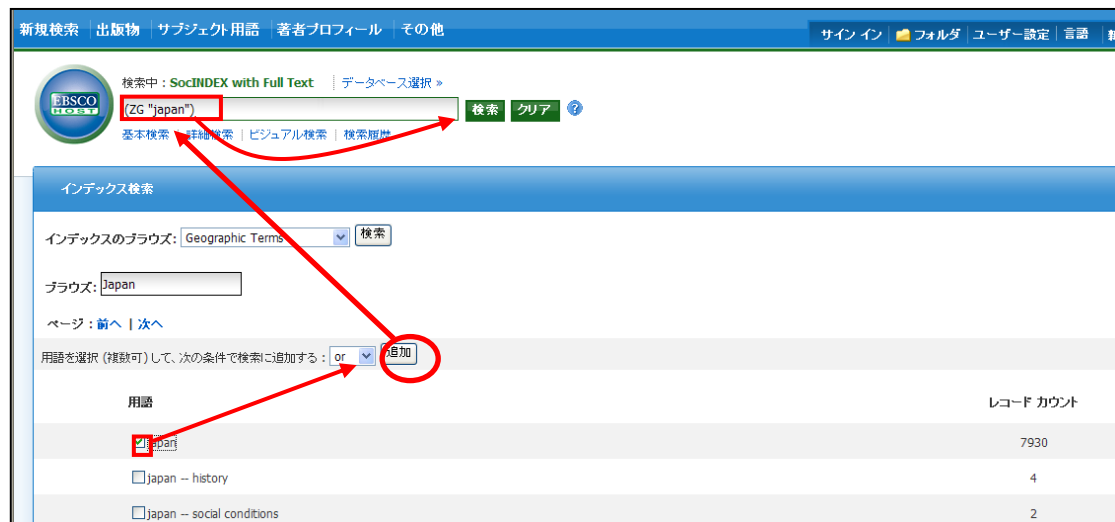 新規検索 出版物 サブジェクト用語 著者プロフィール その他
サイン イン フォルダ ユーザー設定 言語
EBSCO HOST
検索中 : SocINDEX with Full Text データベース選択 »
(ZG "japan") 検索 クリア ?
基本検索 詳細検索 | ビジュアル検索 | 検索履歴
インデックス検索
インデックスのブラウズ: Geographic Terms 検索
ブラウズ: Japan
ページ : 前へ | 次へ
用語を選択 (複数可) して、次の条件で検索に追加する : or 追加
用語 レコード カウント
japan 7930
japan -- history 4
japan -- social conditions 2